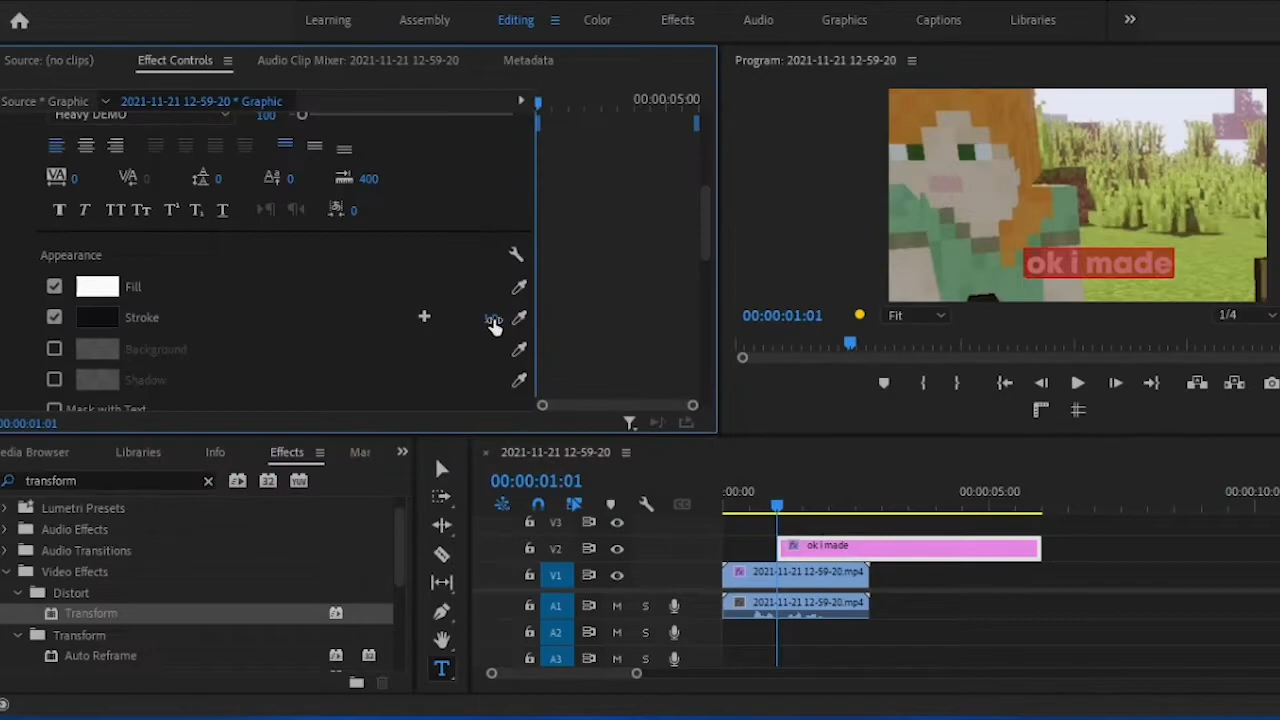 Learning Assembly Editing Color Effects Audio Graphics Captions Libraries
Source: (no clips) Effect Controls Audio Clip Mixer: 2021-11-21 12-59-20 Metadata
Program: 2021-11-21 12-59-20
Source * Graphic 2021-11-21 12-59-20 * Graphic
00:00:05:00
Heavy DEMO 100
0 0 0 0 400
0
Appearance
Fill
Stroke
Background
Shadow
Mask with Text
00:00:01:01
ok i made
00:00:01:01 Fit 1/4
edia Browser Libraries Info Effects Mar
transform
Lumetri Presets
Audio Effects
Audio Transitions
Video Effects
Distort
Transform
Transform
Auto Reframe
2021-11-21 12-59-20
00:00:01:01
:00:00 00:00:05:00 00:00:10:0
V3
V2 ok i made
V1 2021-11-21 12-59-20.mp4
A1 M S 2021-11-21 12-59-20.mp4
A2 M S
A3 M S